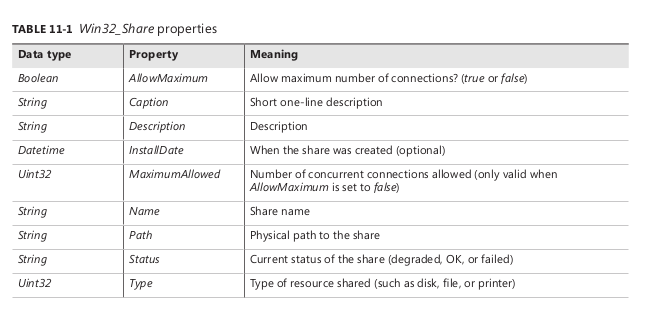 TABLE 11-1 Win32_Share properties
Data type Property Meaning
Boolean AllowMaximum Allow maximum number of connections? (true or false)
String Caption Short one-line description
String Description Description
Datetime InstallDate When the share was created (optional)
Uint32 MaximumAllowed Number of concurrent connections allowed (only valid when
AllowMaximum is set to false)
String Name Share name
String Path Physical path to the share
String Status Current status of the share (degraded, OK, or failed)
Uint32 Type Type of resource shared (such as disk, file, or printer)